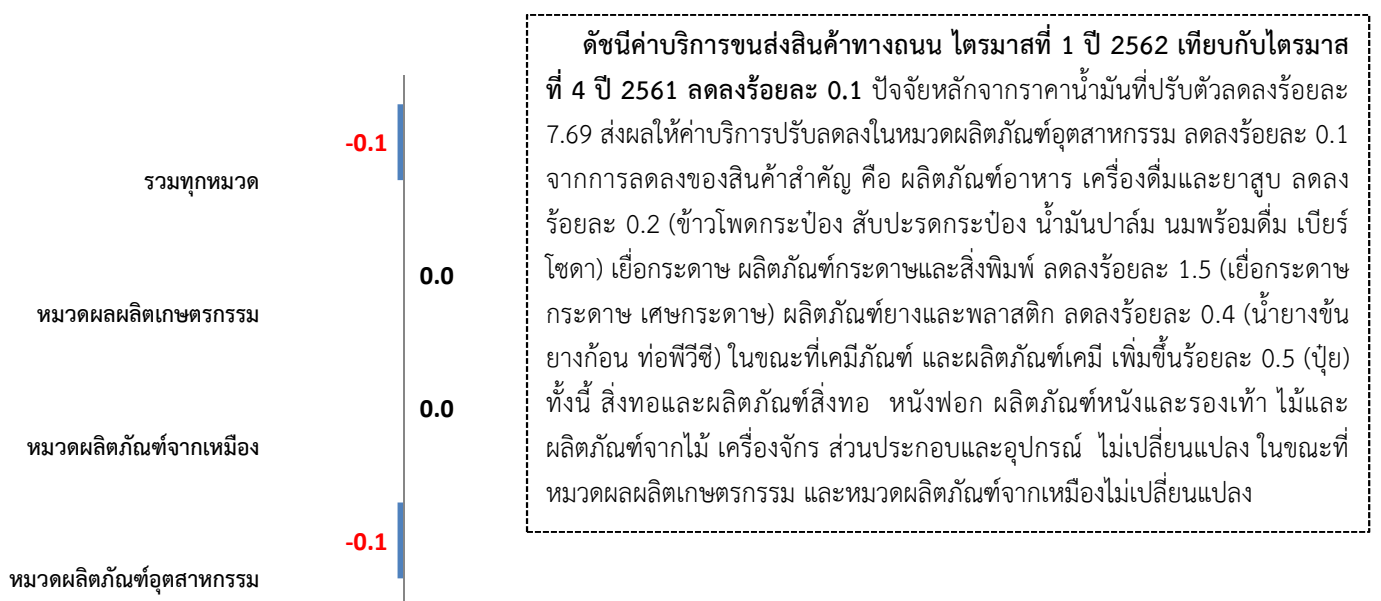 -0.1
รวมทุกหมวด
0.0
หมวดผลผลิตเกษตรกรรม
0.0
หมวดผลิตภัณฑ์จากเหมือง
-0.1
หมวดผลิตภัณฑ์อุตสาหกรรม
ดัชนีค่าบริการขนส่งสินค้าทางถนน ไตรมาสที่ 1 ปี 2562 เทียบกับไตรมาส
ที่ 4 ปี 2561 ลดลงร้อยละ 0.1 ปัจจัยหลักจากราคาน้ำมันที่ปรับตัวลดลงร้อยละ
7.69 ส่งผลให้ค่าบริการปรับลดลงในหมวดผลิตภัณฑ์อุตสาหกรรม ลดลงร้อยละ 0.1
จากการลดลงของสินค้าสำคัญ คือ ผลิตภัณฑ์อาหาร เครื่องดื่มและยาสูบ ลดลง
ร้อยละ 0.2 (ข้าวโพดกระป๋อง สับปะรดกระป๋อง น้ำมันปาล์ม นมพร้อมดื่ม เบียร์
โซดา) เยื่อกระดาษ ผลิตภัณฑ์กระดาษและสิ่งพิมพ์ ลดลงร้อยละ 1.5 (เยื่อกระดาษ
กระดาษ เศษกระดาษ) ผลิตภัณฑ์ยางและพลาสติก ลดลงร้อยละ 0.4 (น้ำยางข้น
ยางก้อน ท่อพีวีซี) ในขณะที่เคมีภัณฑ์ และผลิตภัณฑ์เคมี เพิ่มขึ้นร้อยละ 0.5 (ปุ๋ย)
ทั้งนี้ สิ่งทอและผลิตภัณฑ์สิ่งทอ หนังฟอก ผลิตภัณฑ์หนังและรองเท้า ไม้และ
ผลิตภัณฑ์จากไม้ เครื่องจักร ส่วนประกอบและอุปกรณ์ ไม่เปลี่ยนแปลง ในขณะที่
หมวดผลผลิตเกษตรกรรม และหมวดผลิตภัณฑ์จากเหมืองไม่เปลี่ยนแปลง